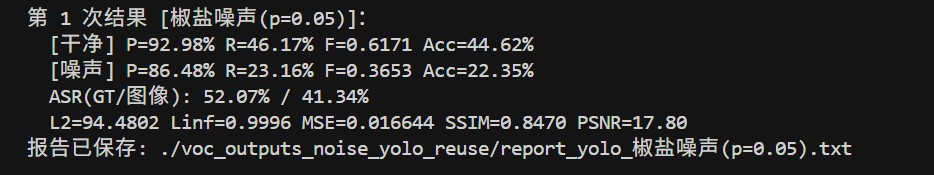 第 1 次结果 [椒盐噪声(p=0.05)]:
[干净] P=92.98% R=46.17% F=0.6171 Acc=44.62%
[噪声] P=86.48% R=23.16% F=0.3653 Acc=22.35%
ASR(GT/图像): 52.07% / 41.34%
L2=94.4802 Linf=0.9996 MSE=0.016644 SSIM=0.8470 PSNR=17.80
报告已保存: ./voc_outputs_noise_yolo_reuse/report_yolo_椒盐噪声(p=0.05).txt